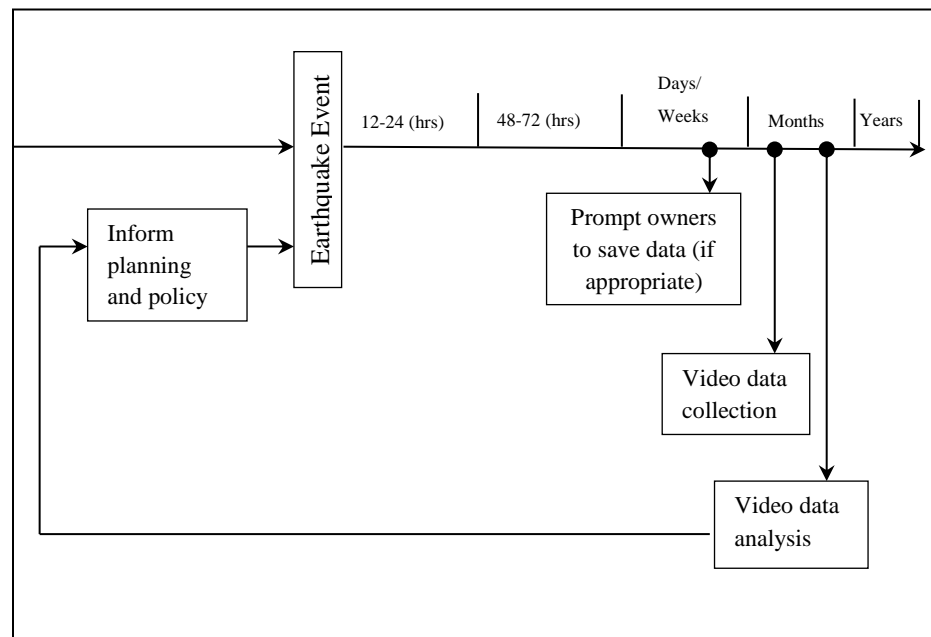 Earthquake Event
12-24 (hrs)
48-72 (hrs)
Days/
Weeks
Months
Years
Inform
planning
and policy
Prompt owners
to save data (if
appropriate)
Video data
collection
Video data
analysis